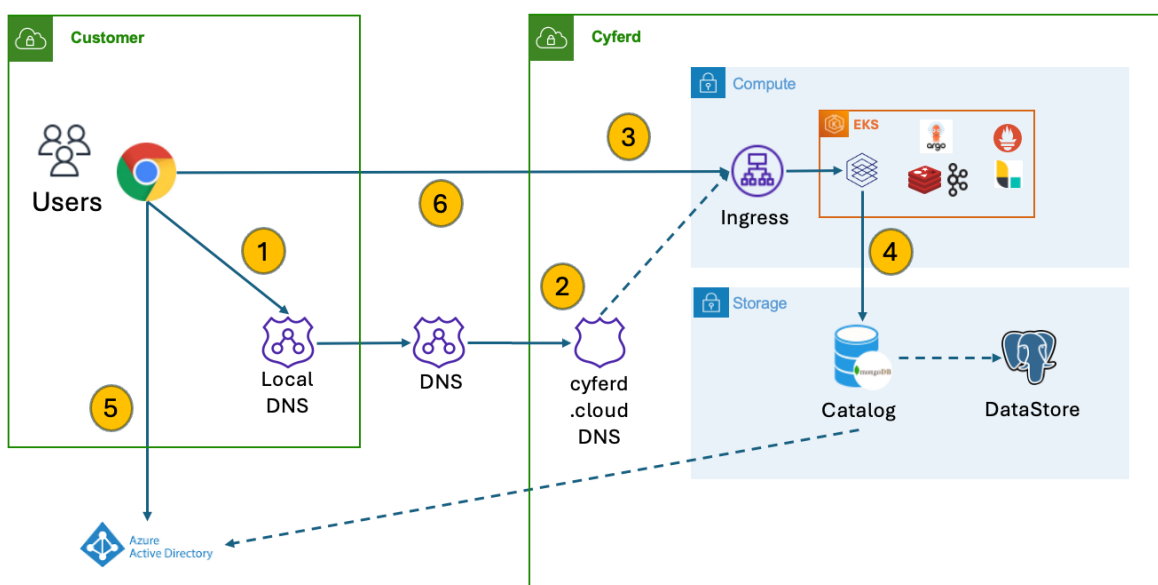 Customer
Cyferd
Compute
EKS
argo
3
Users
6
Ingress
1
4
2
Storage
Local
DNS
DNS
cyferd
.cloud
DNS
mongoDB
Catalog
DataStore
5
Azure
Active Directory